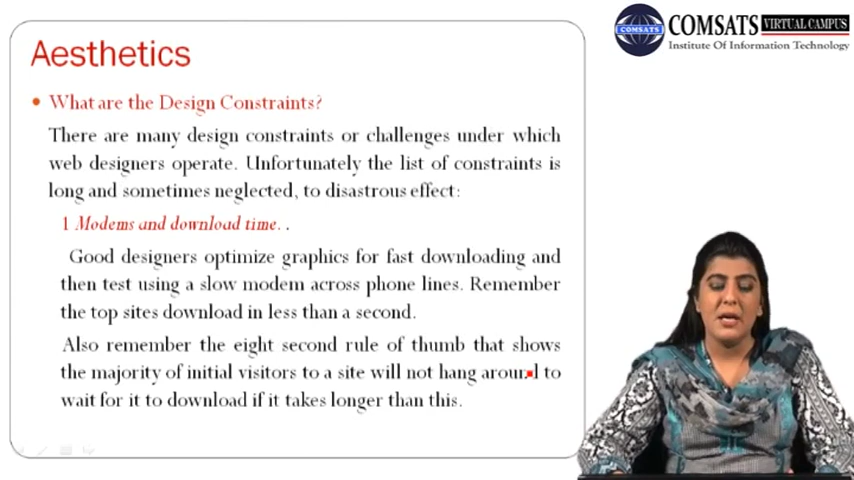 Aesthetics
What are the Design Constraints?
There are many design constraints or challenges under which
web designers operate. Unfortunately the list of constraints is
long and sometimes neglected, to disastrous effect:
1 Modems and download time. .
Good designers optimize graphics for fast downloading and
then test using a slow modem across phone lines. Remember
the top sites download in less than a second.
Also remember the eight second rule of thumb that shows
the majority of initial visitors to a site will not hang around to
wait for it to download if it takes longer than this.
COMSATS
COMSATS VIRTUAL CAMPUS
Institute Of Information Technology